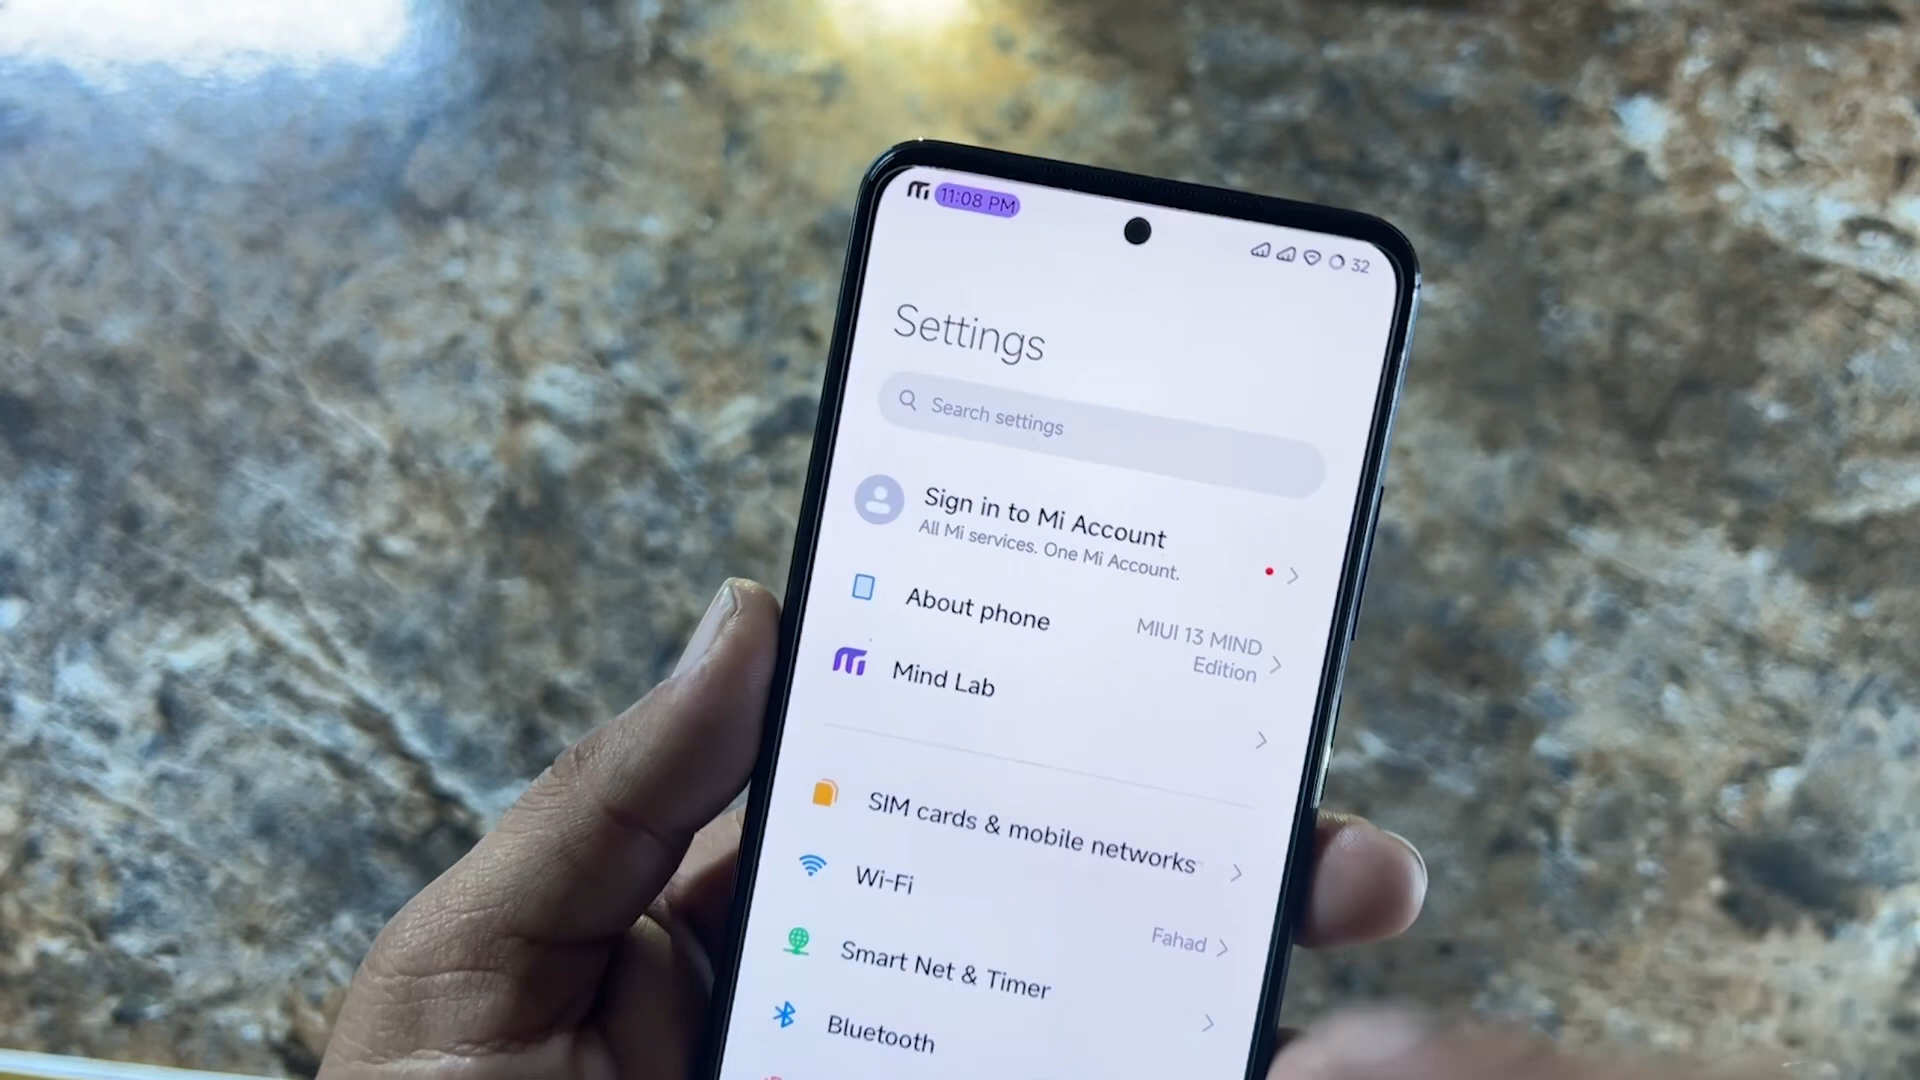 11:08 PM
32
Settings
Search settings
Sign in to Mi Account
All Mi services. One Mi Account.
About phone
MIUI 13 MIND
Edition
Mind Lab
SIM cards & mobile networks
Wi-Fi
Fahad
Smart Net & Timer
Bluetooth